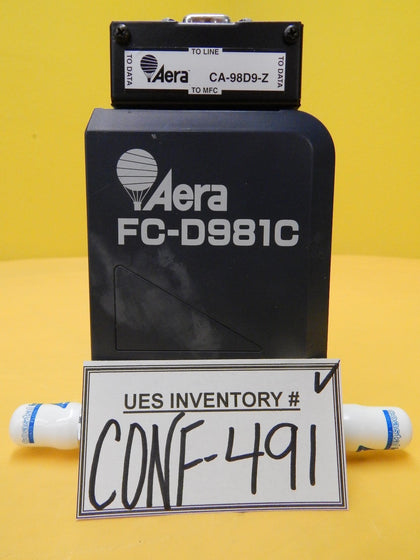 TO LINE
TO DATA
Aera CA-98D9-Z
TO DATA
TO MFC
Aera
FC-D981C
UES INVENTORY #
CONF-491